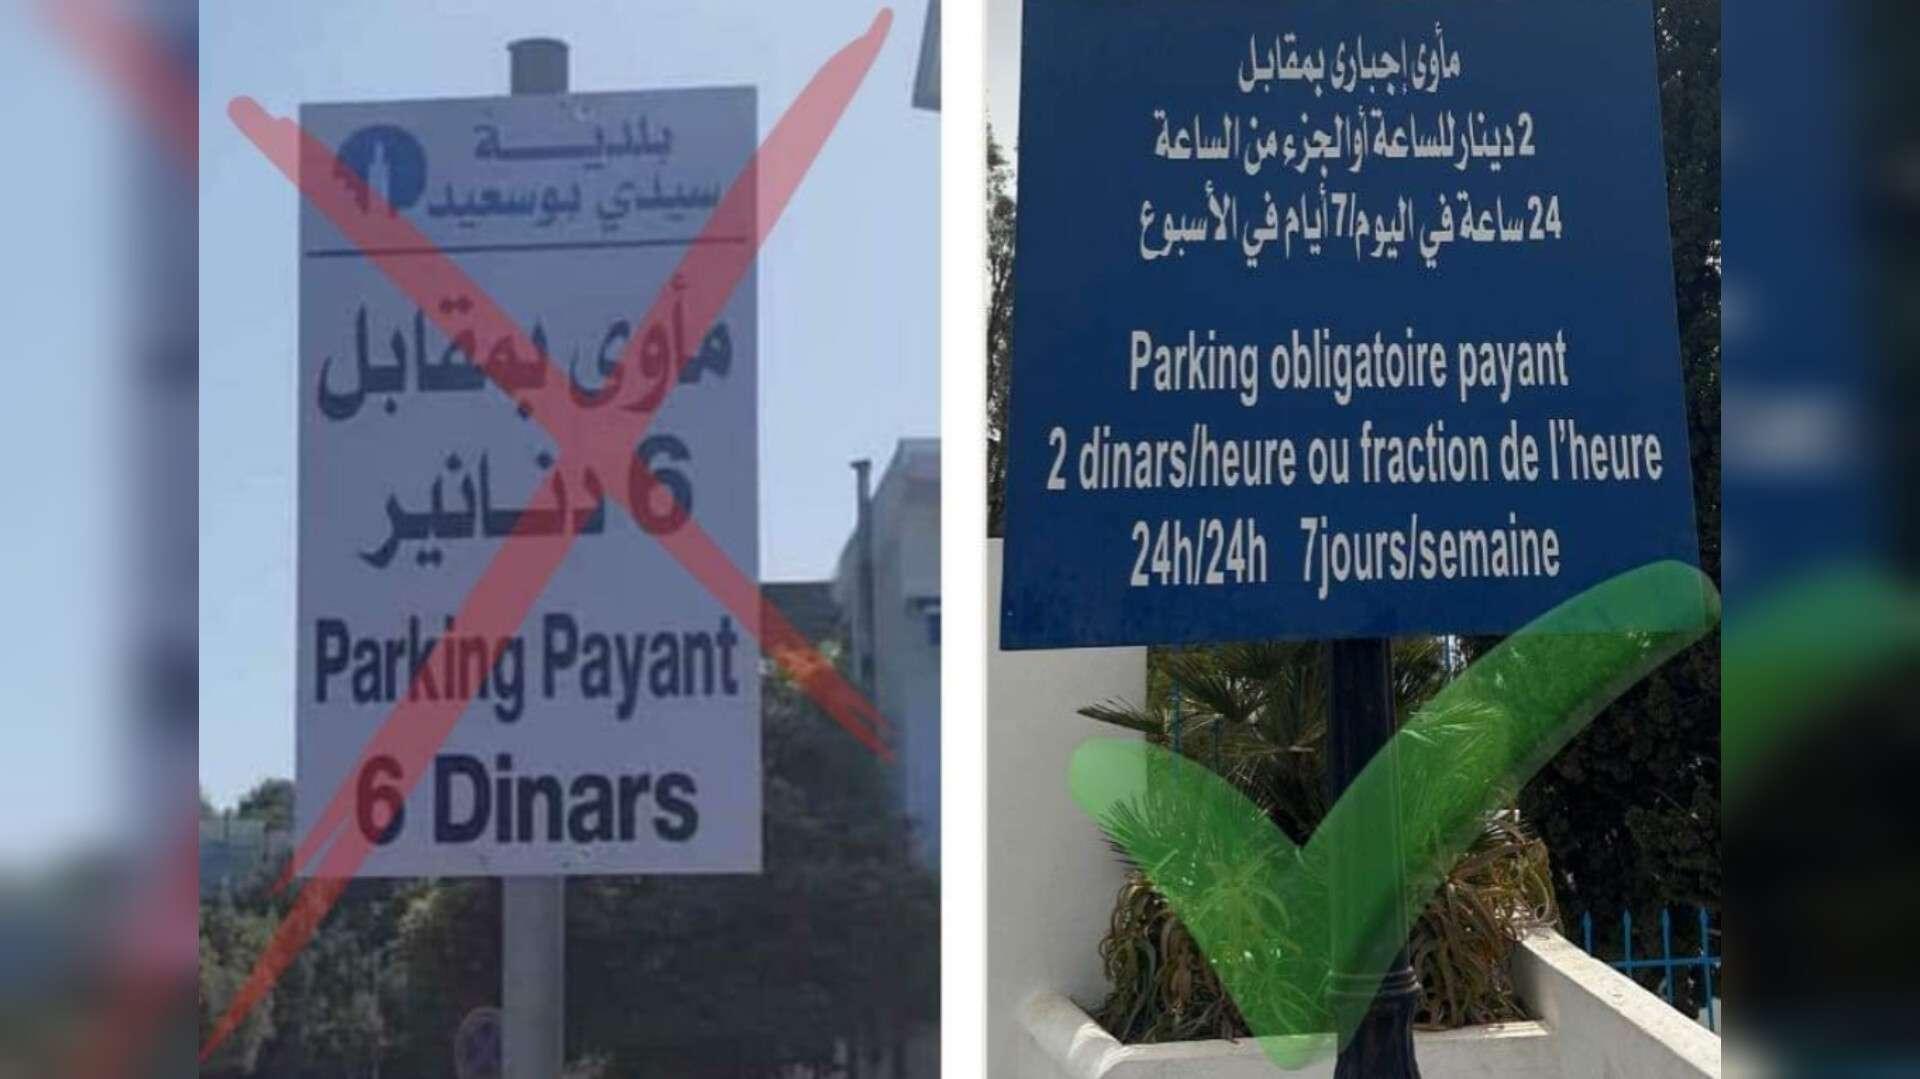 بلدية
سيدي بوسعيد
مأوى بمقابل
6 دنانير
Parking Payant
6 Dinars
مأوى إجبارى بمقابل
2 دينار للساعة أو الجزء من الساعة
24 ساعة في اليوم/7 أيام في الأسبوع
Parking obligatoire payant
2 dinars/heure ou fraction de l'heure
24h/24h 7jours/semaine